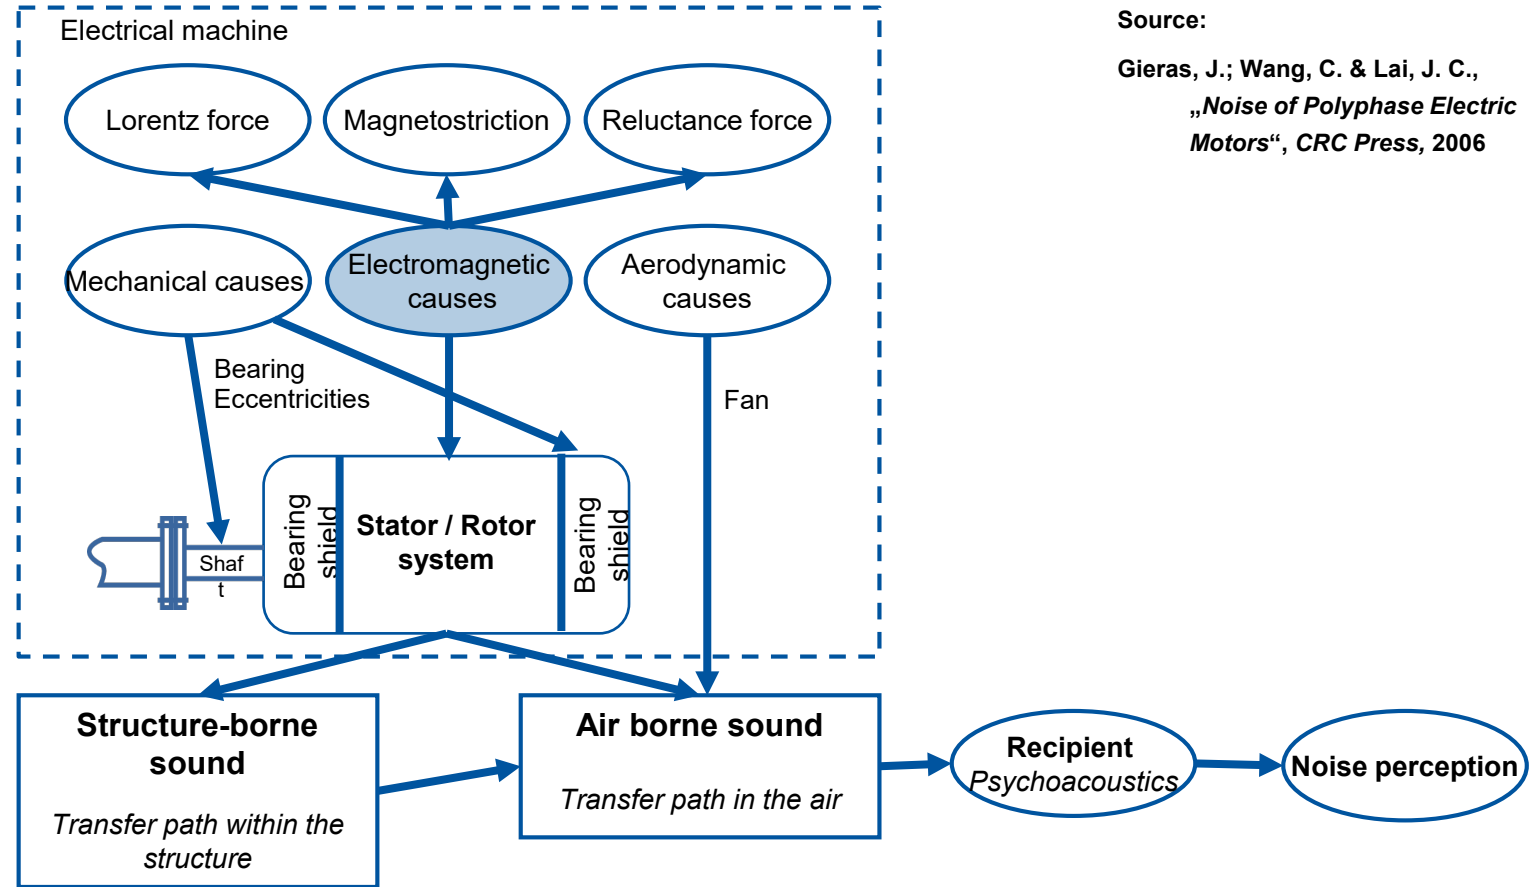 Electrical machine
Source:
Gieras, J.; Wang, C. & Lai, J. C.,
„Noise of Polyphase Electric
Motors“, CRC Press, 2006
Lorentz force
Magnetostriction
Reluctance force
Mechanical causes
Electromagnetic
causes
Aerodynamic
causes
Bearing
Eccentricities
Fan
Shaf
t
Bearing
shield
Stator / Rotor
system
Bearing
shield
Structure-borne
sound
Transfer path within the
structure
Air borne sound
Transfer path in the air
Recipient
Psychoacoustics
Noise perception